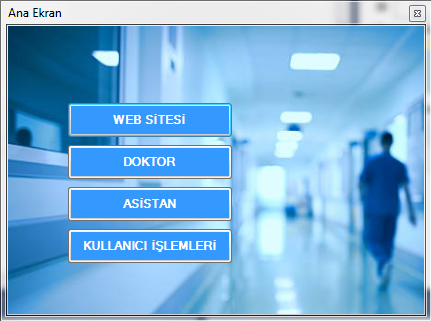 Ana Ekran
WEB SİTESİ
DOKTOR
ASİSTAN
KULLANICI İŞLEMLERİ